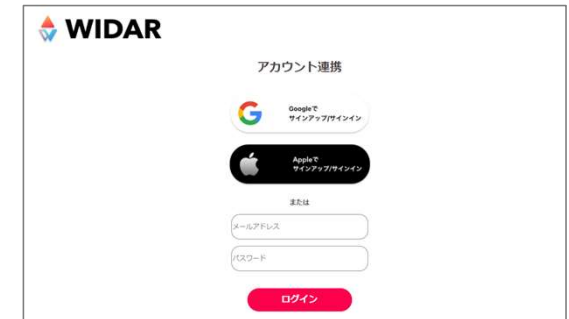 WIDAR
アカウント連携
Googleで
サインアップ/サインイン
Appleで
サインアップ/サインイン
または
メールアドレス
パスワード
ログイン